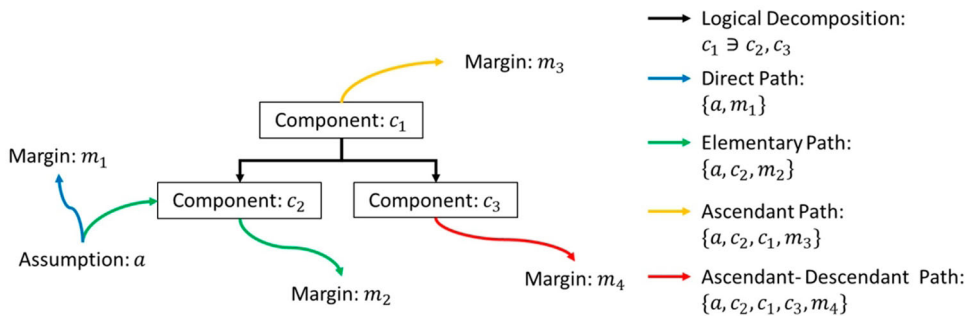 Margin: m₃
Component: c₁
Margin: m₁
Component: c₂
Component: c₃
Assumption: a
Margin: m₂
Margin: m₄
Logical Decomposition:
c₁ ∋ c₂, c₃
Direct Path:
{a, m₁}
Elementary Path:
{a, c₂, m₂}
Ascendant Path:
{a, c₂, c₁, m₃}
Ascendant- Descendant Path:
{a, c₂, c₁, c₃, m₄}